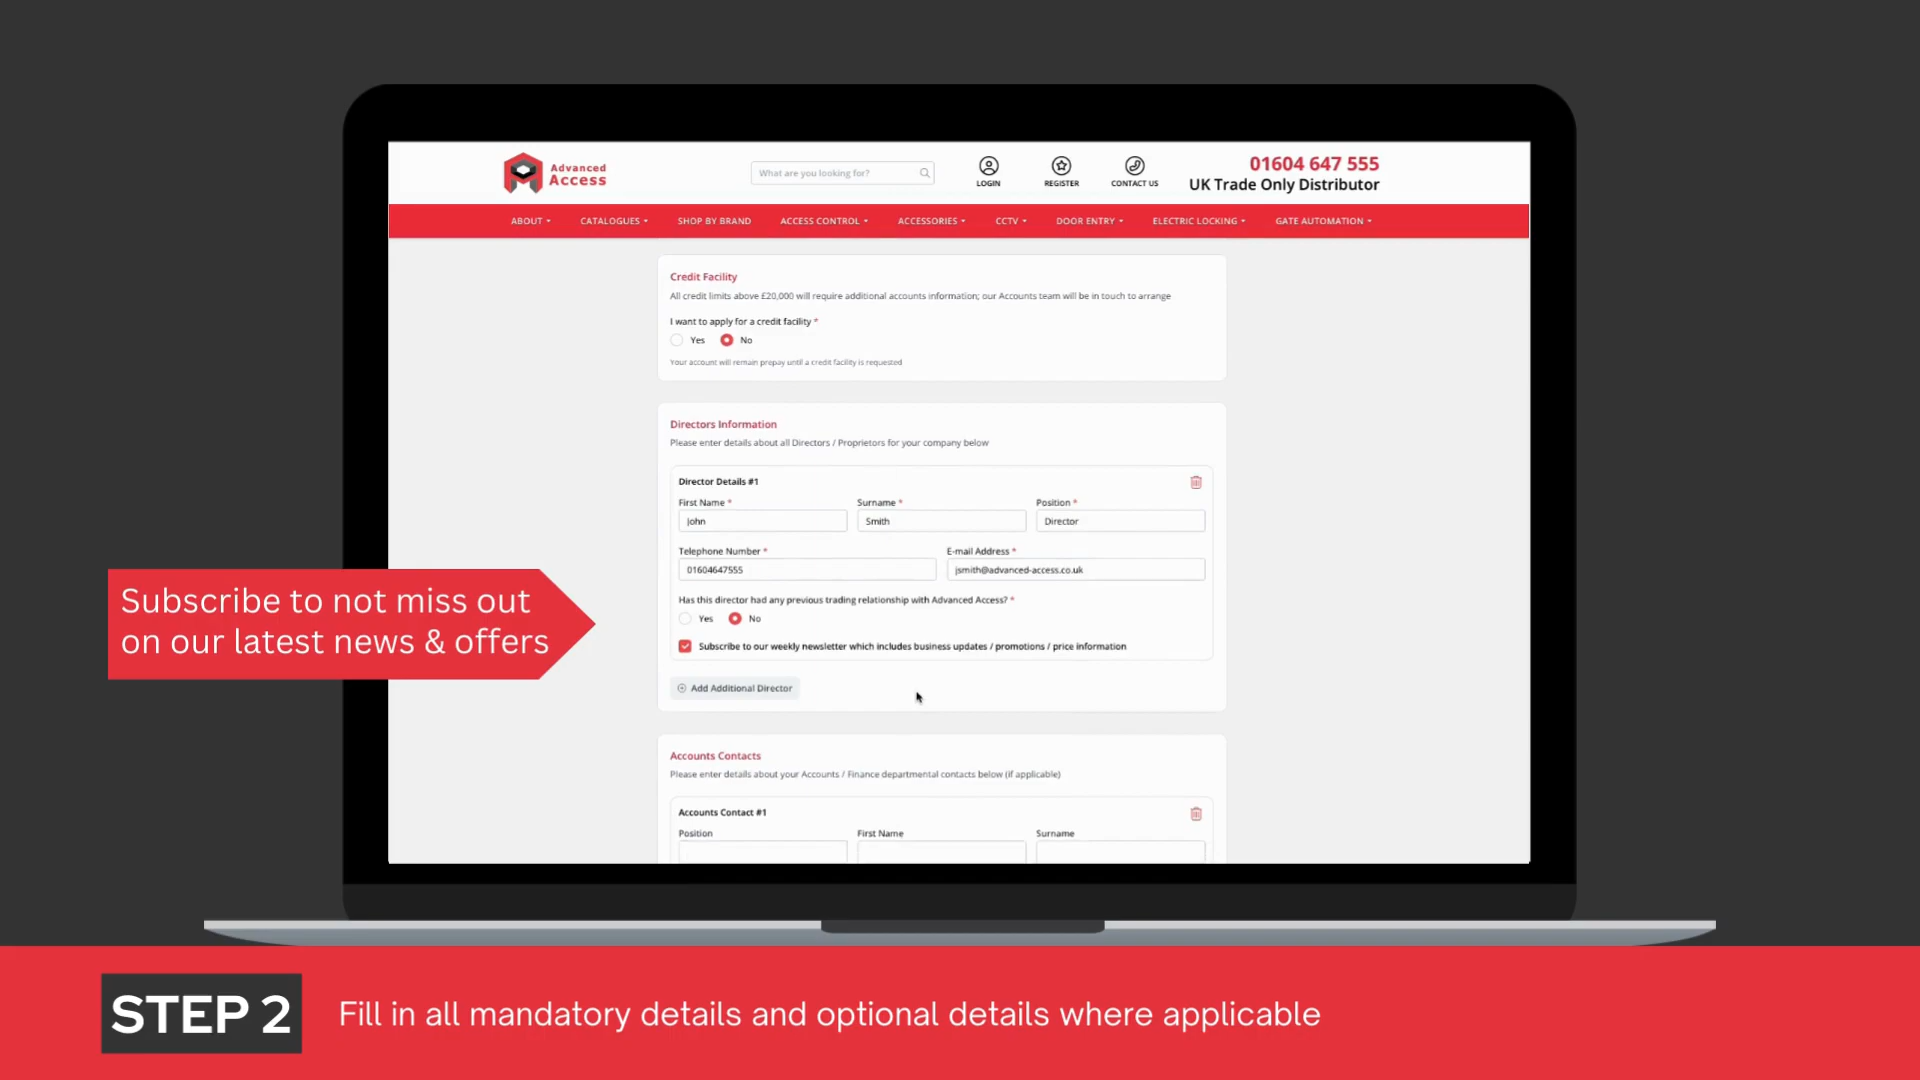 Advanced
Access
What are you looking for?
LOGIN
REGISTER
CONTACT US
01604 647 555
UK Trade Only Distributor
ABOUT
CATALOGUES
SHOP BY BRAND
ACCESS CONTROL
ACCESSORIES
CCTV
DOOR ENTRY
ELECTRIC LOCKING
GATE AUTOMATION
Credit Facility
All credit limits above £20,000 will require additional accounts information; our Accounts team will be in touch to arrange
I want to apply for a credit facility *
Yes No
Your account will remain prepay until a credit facility is requested
Directors Information
Please enter details about all Directors / Proprietors for your company below
Director Details #1
First Name * Surname * Position *
John Smith Director
Telephone Number * E-mail Address *
01604647555 jsmith@advanced-access.co.uk
Has this director had any previous trading relationship with Advanced Access? *
Yes No
Subscribe to our weekly newsletter which includes business updates / promotions / price information
Add Additional Director
Accounts Contacts
Please enter details about your Accounts / Finance departmental contacts below (if applicable)
Accounts Contact #1
Position First Name Surname
Subscribe to not miss out
on our latest news & offers
STEP 2
Fill in all mandatory details and optional details where applicable